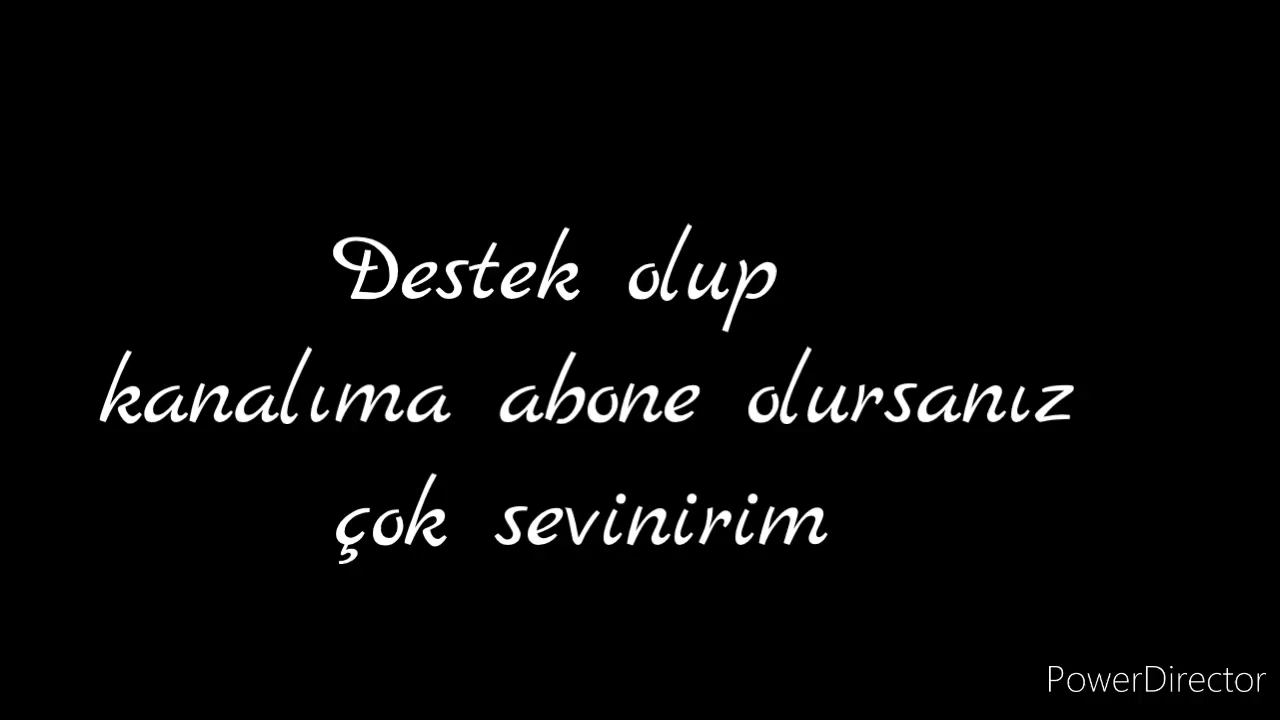 Destek olup
kanalıma abone olursanız
çok sevinirim
PowerDirector